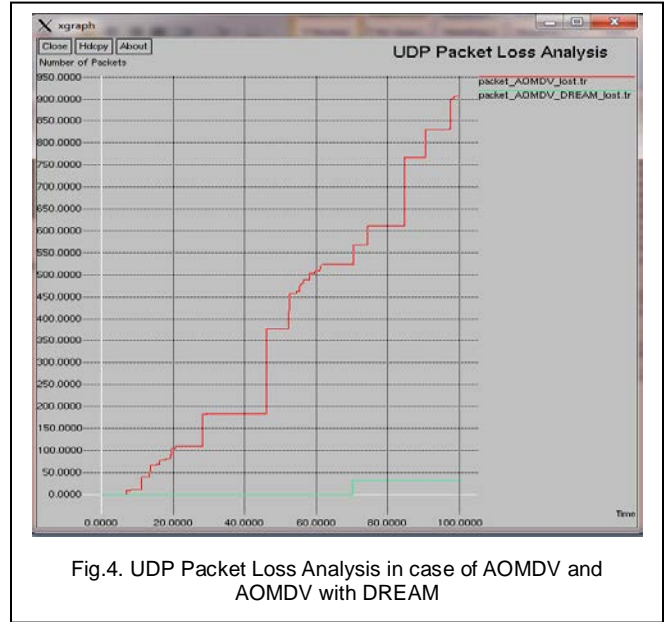 xgraph
Close Hdcpy About
UDP Packet Loss Analysis
Number of Packets
950.0000
900.0000
850.0000
800.0000
750.0000
700.0000
650.0000
600.0000
550.0000
500.0000
450.0000
400.0000
350.0000
300.0000
250.0000
200.0000
150.0000
100.0000
50.0000
0.0000
packet_AOMDV_lost.tr
packet_AOMDV_DREAM_lost.tr
Time
0.0000 20.0000 40.0000 60.0000 80.0000 100.0000
Fig.4. UDP Packet Loss Analysis in case of AOMDV and
AOMDV with DREAM